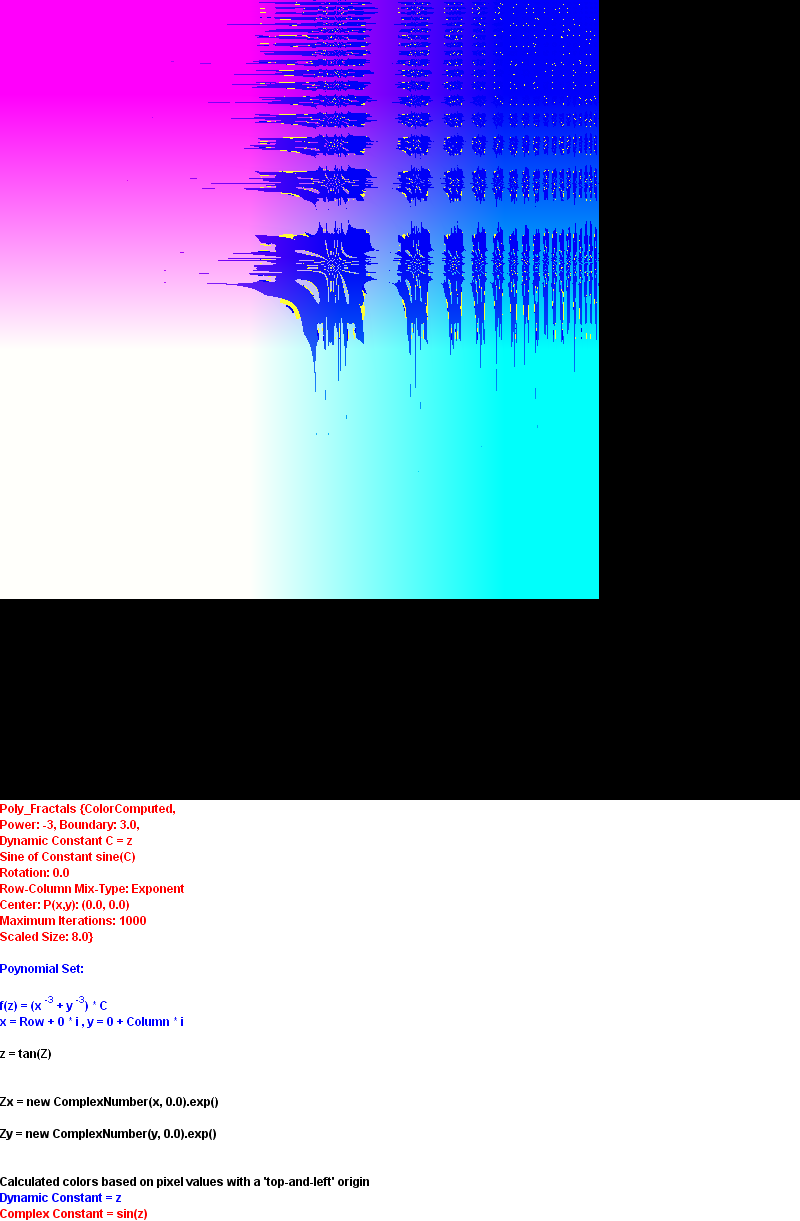 Poly_Fractals {ColorComputed,
Power: -3, Boundary: 3.0,
Dynamic Constant C = z
Sine of Constant sine(C)
Rotation: 0.0
Row-Column Mix-Type: Exponent
Center: P(x,y): (0.0, 0.0)
Maximum Iterations: 1000
Scaled Size: 8.0}
Poynomial Set:
f(z) = (x -3 + y -3) * C
x = Row + 0 * i , y = 0 + Column * i
z = tan(Z)
Zx = new ComplexNumber(x, 0.0).exp()
Zy = new ComplexNumber(y, 0.0).exp()
Calculated colors based on pixel values with a 'top-and-left' origin
Dynamic Constant = z
Complex Constant = sin(z)